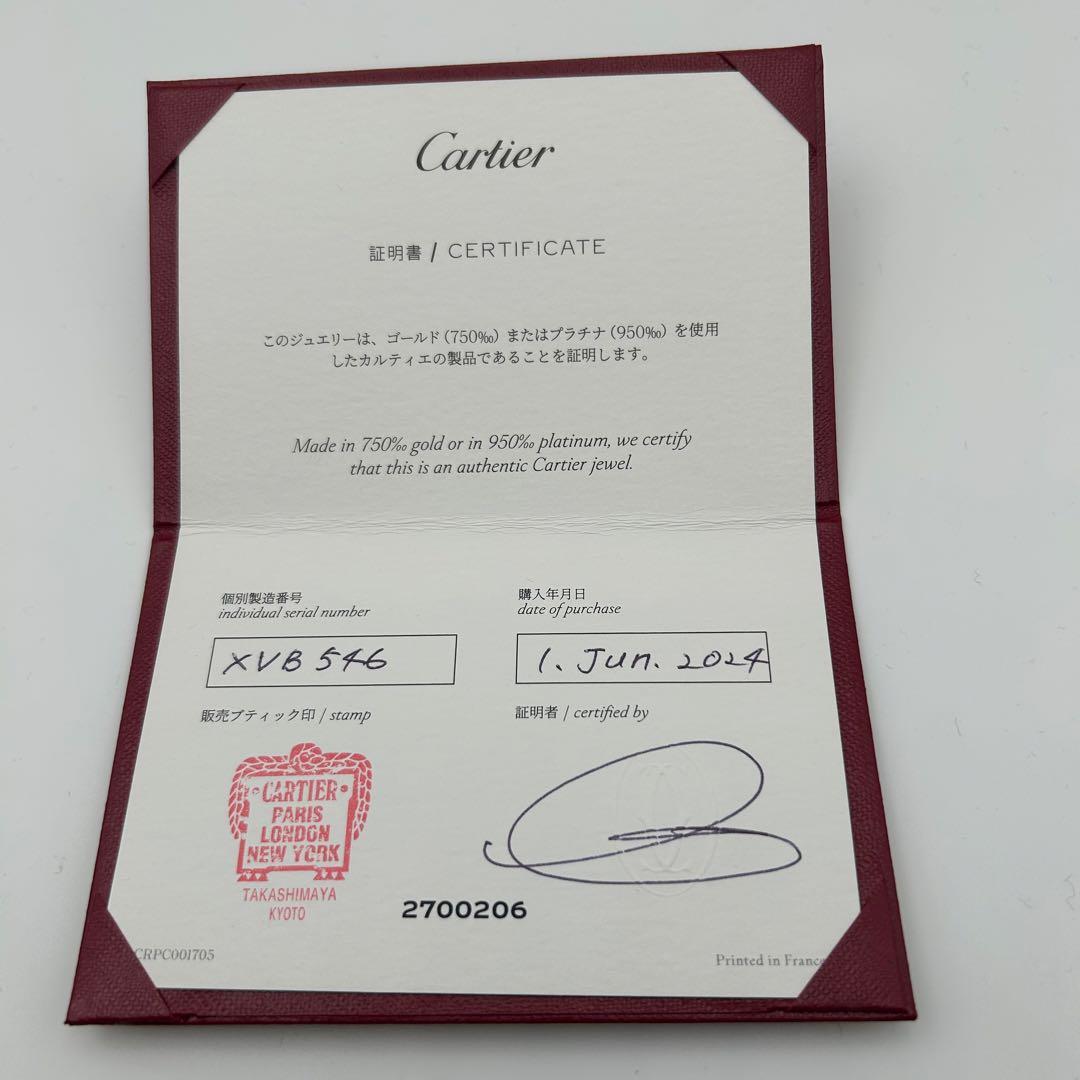 Cartier
証明書 / CERTIFICATE
このジュエリーは、ゴールド（750‰）またはプラチナ（950‰）を使用
したカルティエの製品であることを証明します。
Made in 750‰ gold or in 950‰ platinum, we certify
that this is an authentic Cartier jewel.
個別製造番号
individual serial number
XVB 546
購入年月日
date of purchase
1. Jun. 2024
販売ブティック印 / stamp
CARTIER
PARIS
LONDON
NEW YORK
TAKASHIMAYA
KYOTO
証明者 / certified by
2700206
CRPC001705
Printed in France